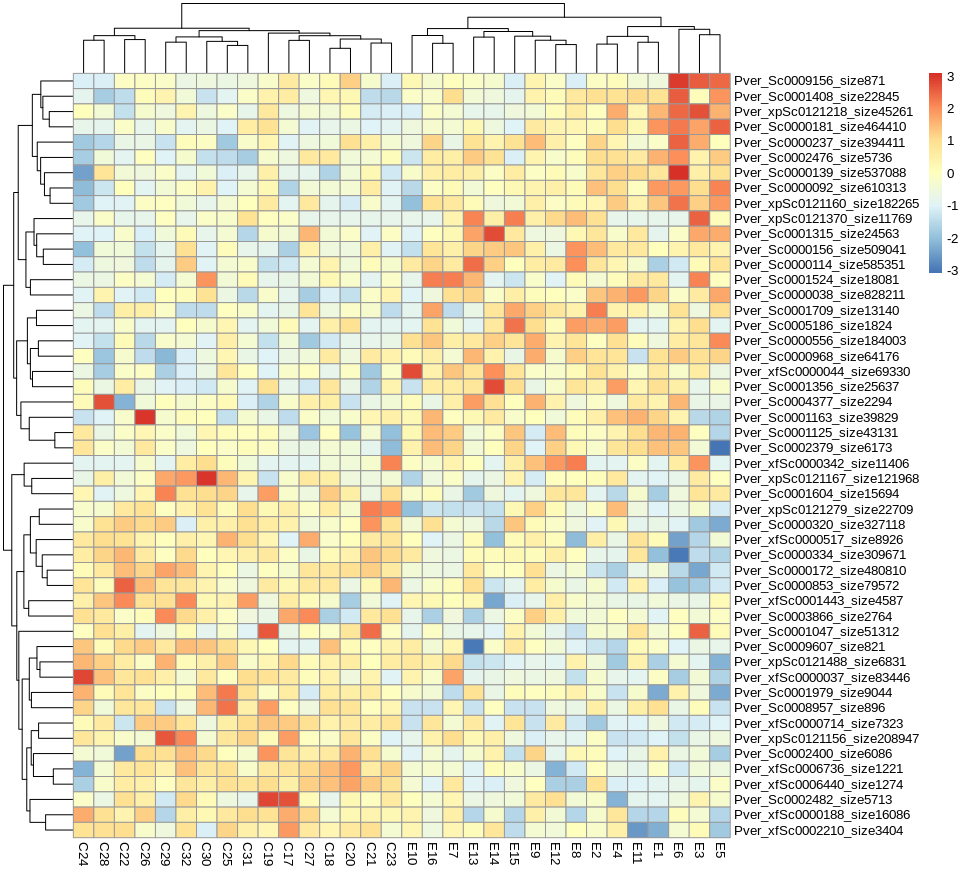 Pver_Sc0009156_size871
Pver_Sc0001408_size22845
Pver_xpSc0121218_size45261
Pver_Sc0000181_size464410
Pver_Sc0000237_size394411
Pver_Sc0002476_size5736
Pver_Sc0000139_size537088
Pver_Sc0000092_size610313
Pver_xpSc0121160_size182265
Pver_xpSc0121370_size11769
Pver_Sc0001315_size24563
Pver_Sc0000156_size509041
Pver_Sc0000114_size585351
Pver_Sc0001524_size18081
Pver_Sc0000038_size828211
Pver_Sc0001709_size13140
Pver_Sc0005186_size1824
Pver_Sc0000556_size184003
Pver_Sc0000968_size64176
Pver_xfSc0000044_size69330
Pver_Sc0001356_size25637
Pver_Sc0004377_size2294
Pver_Sc0001163_size39829
Pver_Sc0001125_size43131
Pver_Sc0002379_size6173
Pver_xfSc0000342_size11406
Pver_xpSc0121167_size121968
Pver_Sc0001604_size15694
Pver_xpSc0121279_size22709
Pver_Sc0000320_size327118
Pver_xfSc0000517_size8926
Pver_Sc0000334_size309671
Pver_Sc0000172_size480810
Pver_Sc0000853_size79572
Pver_xfSc0001443_size4587
Pver_Sc0003866_size2764
Pver_Sc0001047_size51312
Pver_Sc0009607_size821
Pver_xpSc0121488_size6831
Pver_xfSc0000037_size83446
Pver_Sc0001979_size9044
Pver_Sc0008957_size896
Pver_xfSc0000714_size7323
Pver_xpSc0121156_size208947
Pver_Sc0002400_size6086
Pver_xfSc0006736_size1221
Pver_xfSc0006440_size1274
Pver_Sc0002482_size5713
Pver_xfSc0000188_size16086
Pver_xfSc0002210_size3404
3
2
1
0
-1
-2
-3
C24 C28 C22 C26 C29 C32 C30 C25 C31 C19 C17 C27 C18 C20 C21 C23 E10 E16 E7 E13 E14 E15 E9 E12 E8 E2 E4 E11 E1 E6 E3 E5